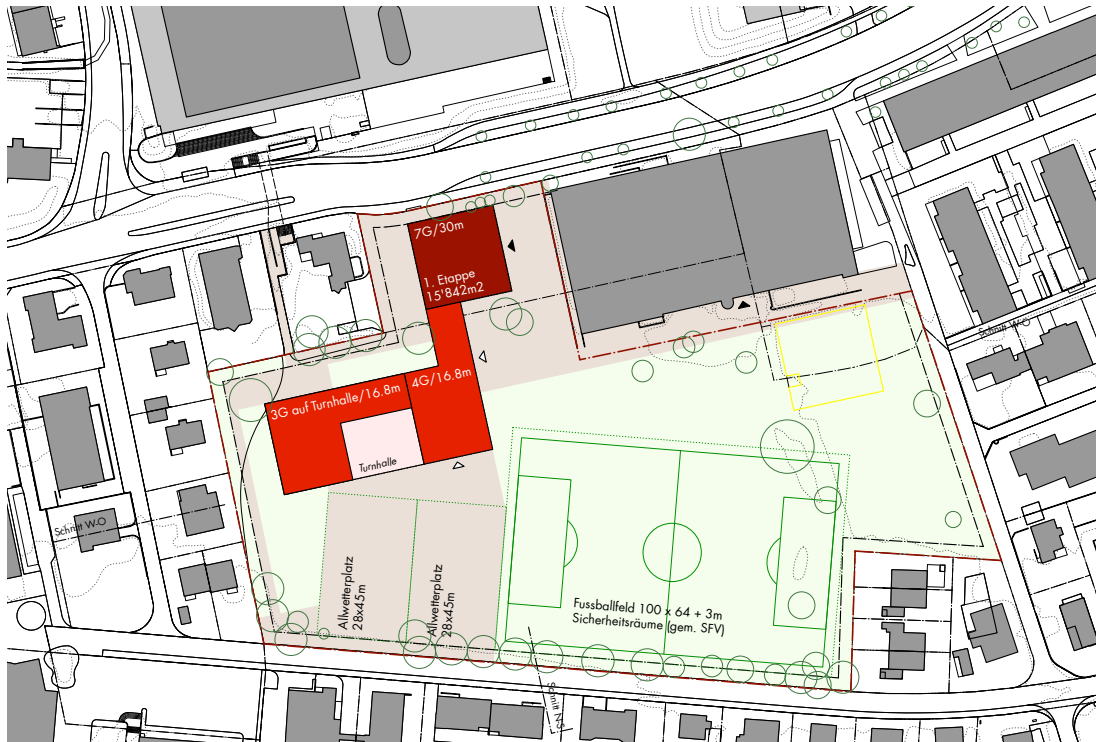 7G/30m
1. Etappe
15'842m2
Schnitt W-O
3G auf Turnhalle/16.8m
4G/16.8m
Turnhalle
Schnitt W-O
Allwetterplatz
28x45m
Allwetterplatz
28x45m
Fussballfeld 100 x 64 + 3m
Sicherheitsräume (gem. SFV)
Schnitt N-S